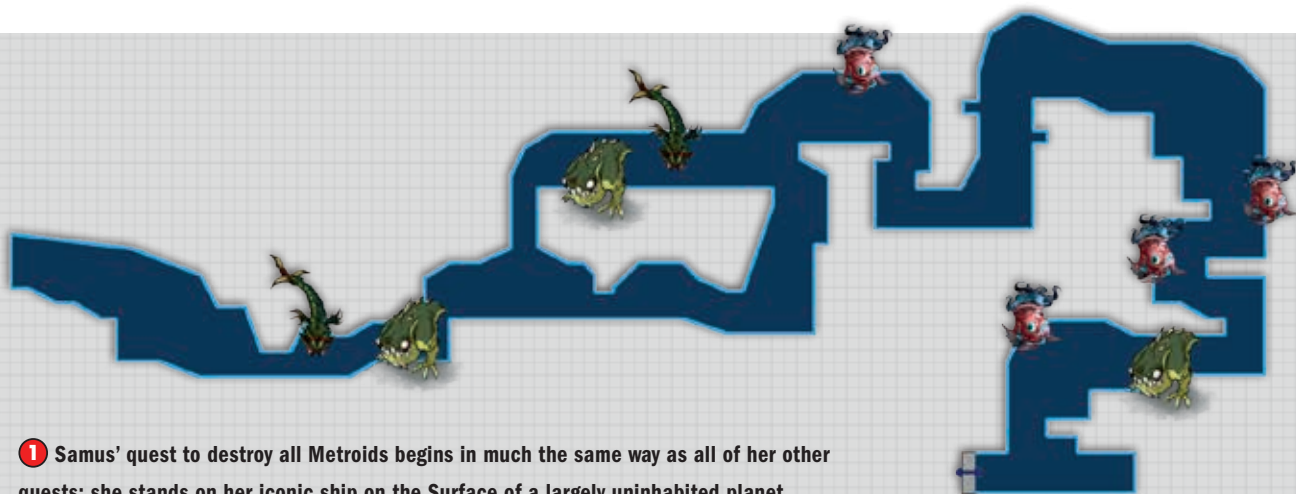 1 Samus' quest to destroy all Metroids begins in much the same way as all of her other
quests: she stands on her iconic ship on the Surface of a largely uninhabited planet